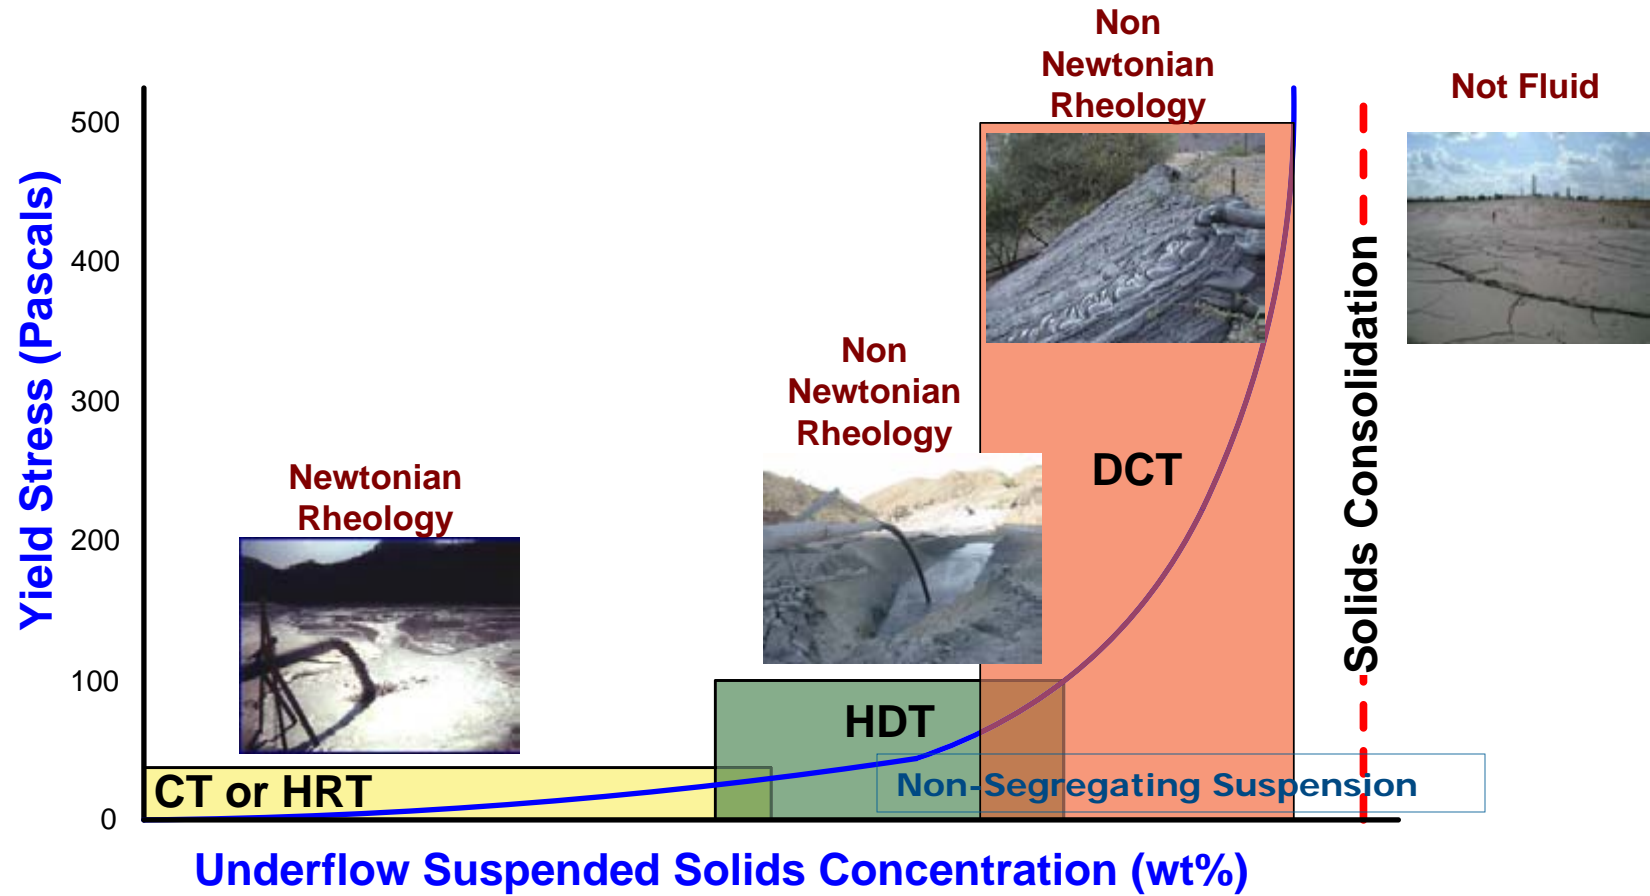 Non
Newtonian
Rheology
Not Fluid
500
400
300
200
100
0
Yield Stress (Pascals)
Non
Newtonian
Rheology
Newtonian
Rheology
DCT
HDT
CT or HRT
Non-Segregating Suspension
Solids Consolidation
Underflow Suspended Solids Concentration (wt%)